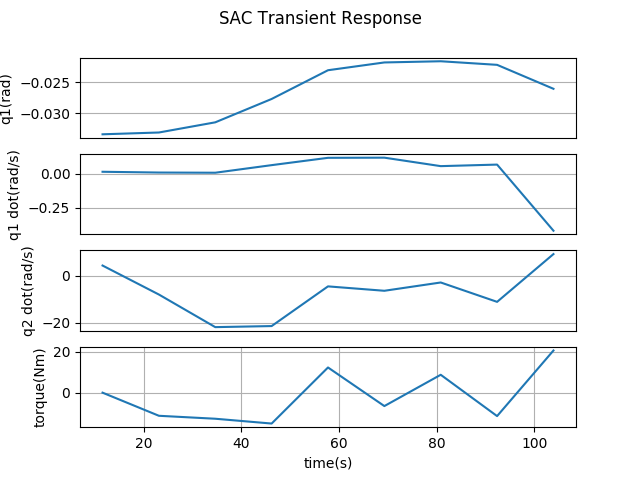 SAC Transient Response
q1(rad)
−0.025
−0.030
q1 dot(rad/s)
0.00
−0.25
q2 dot(rad/s)
0
−20
torque(Nm)
20
0
20 40 60 80 100
time(s)